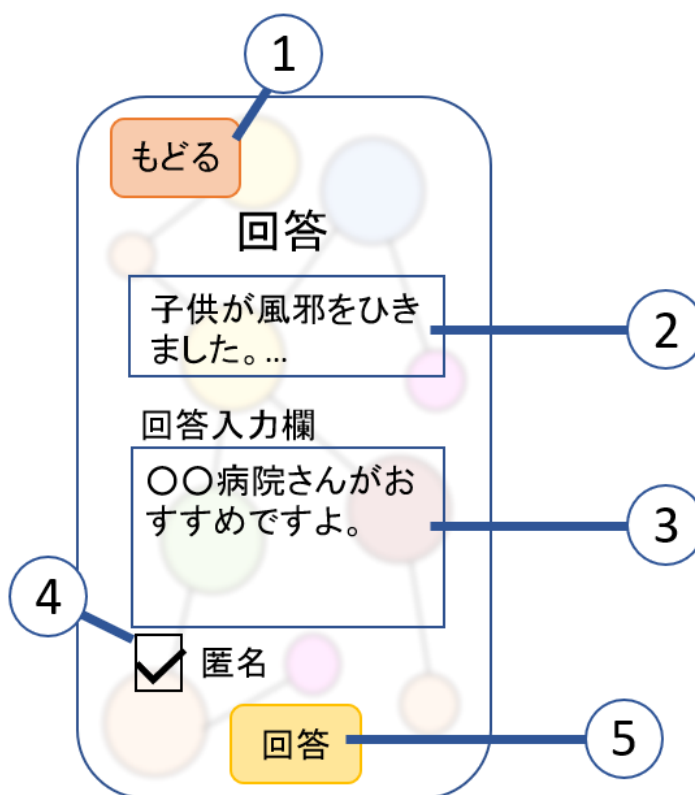 1
もどる
回答
子供が風邪をひき
ました。...
2
回答入力欄
〇〇病院さんがお
すすめですよ。
3
4
匿名
回答
5